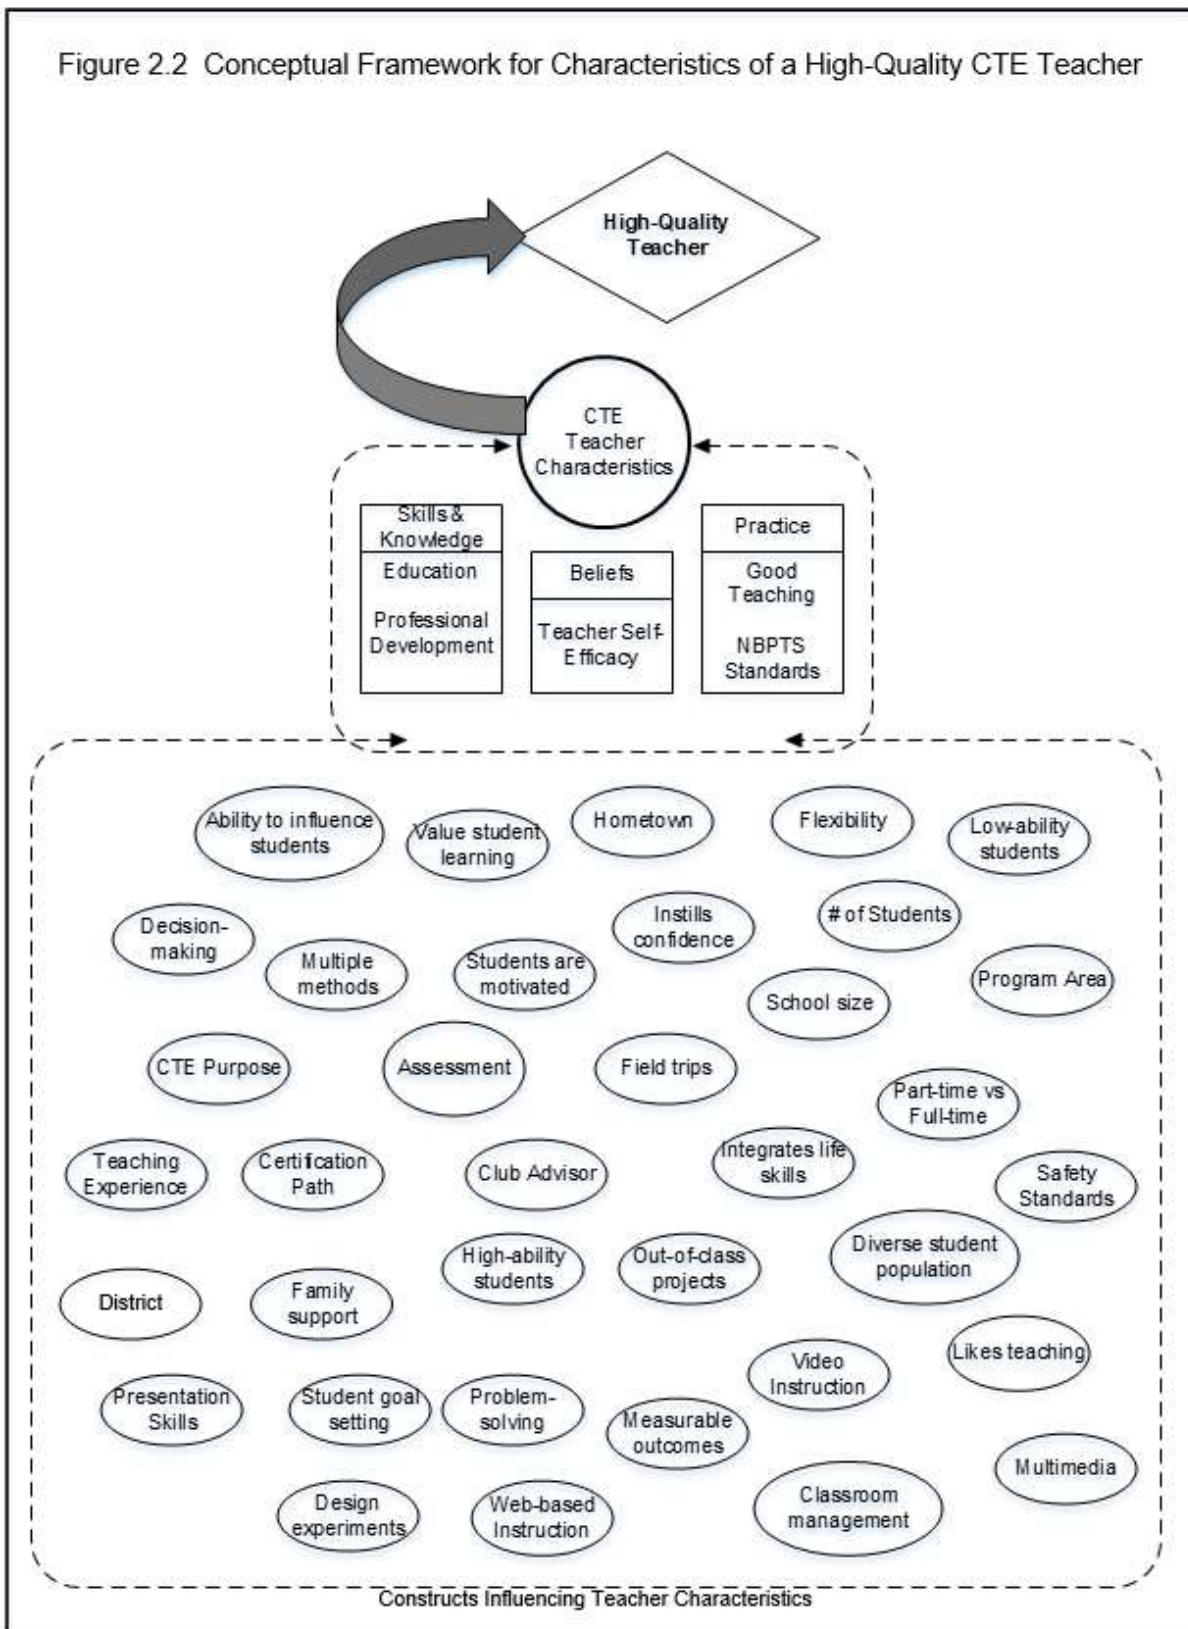 Figure 2.2 Conceptual Framework for Characteristics of a High-Quality CTE Teacher
High-Quality
Teacher
CTE
Teacher
Characteristics
Skills &
Knowledge
Education
Professional
Development
Beliefs
Teacher Self-
Efficacy
Practice
Good
Teaching
NBPTS
Standards
Ability to influence
students
Value student
learning
Hometown
Flexibility
Low-ability
students
Decision-
making
Multiple
methods
Students are
motivated
Instills
confidence
# of Students
School size
Program Area
CTE Purpose
Assessment
Field trips
Part-time vs
Full-time
Teaching
Experience
Certification
Path
Club Advisor
Integrates life
skills
Safety
Standards
District
Family
support
High-ability
students
Out-of-class
projects
Diverse student
population
Presentation
Skills
Student goal
setting
Problem-
solving
Measurable
outcomes
Video
Instruction
Likes teaching
Design
experiments
Web-based
Instruction
Classroom
management
Multimedia
Constructs Influencing Teacher Characteristics